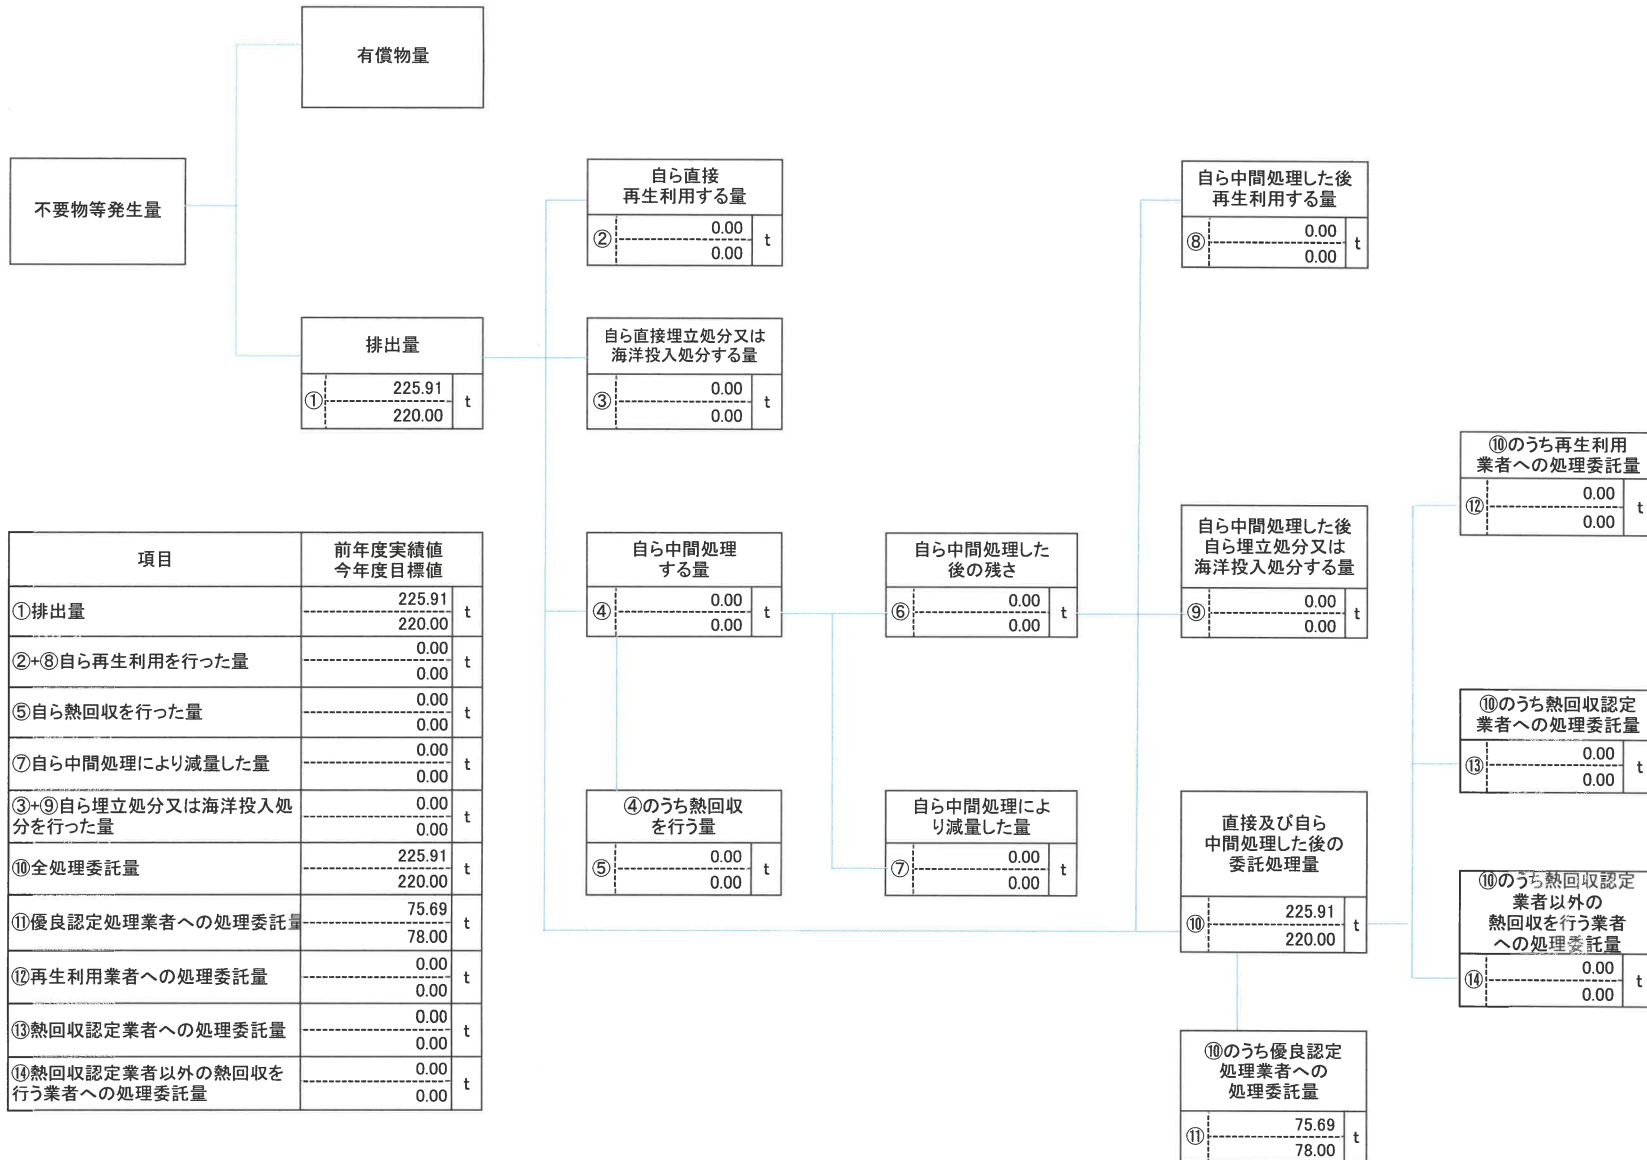 有償物量
不要物等発生量
排出量
①
225.91
220.00
t
自ら直接
再生利用する量
②
0.00
0.00
t
自ら直接埋立処分又は
海洋投入処分する量
③
0.00
0.00
t
自ら中間処理
する量
④
0.00
0.00
t
④のうち熱回収
を行う量
⑤
0.00
0.00
t
自ら中間処理した
後の残さ
⑥
0.00
0.00
t
自ら中間処理によ
り減量した量
⑦
0.00
0.00
t
自ら中間処理した後
再生利用する量
⑧
0.00
0.00
t
自ら中間処理した後
自ら埋立処分又は
海洋投入処分する量
⑨
0.00
0.00
t
直接及び自ら
中間処理した後の
委託処理量
⑩
225.91
220.00
t
⑩のうち優良認定
処理業者への
処理委託量
⑪
75.69
78.00
t
⑩のうち再生利用
業者への処理委託量
⑫
0.00
0.00
t
⑩のうち熱回収認定
業者への処理委託量
⑬
0.00
0.00
t
⑩のうち熱回収認定
業者以外の
熱回収を行う業者
への処理委託量
⑭
0.00
0.00
t
項目
前年度実績値
今年度目標値
①排出量
225.91
220.00
t
②+⑧自ら再生利用を行った量
0.00
0.00
t
⑤自ら熱回収を行った量
0.00
0.00
t
⑦自ら中間処理により減量した量
0.00
0.00
t
③+⑨自ら埋立処分又は海洋投入処
分を行った量
0.00
0.00
t
⑩全処理委託量
225.91
220.00
t
⑪優良認定処理業者への処理委託量
75.69
78.00
t
⑫再生利用業者への処理委託量
0.00
0.00
t
⑬熱回収認定業者への処理委託量
0.00
0.00
t
⑭熱回収認定業者以外の熱回収を
行う業者への処理委託量
0.00
0.00
t